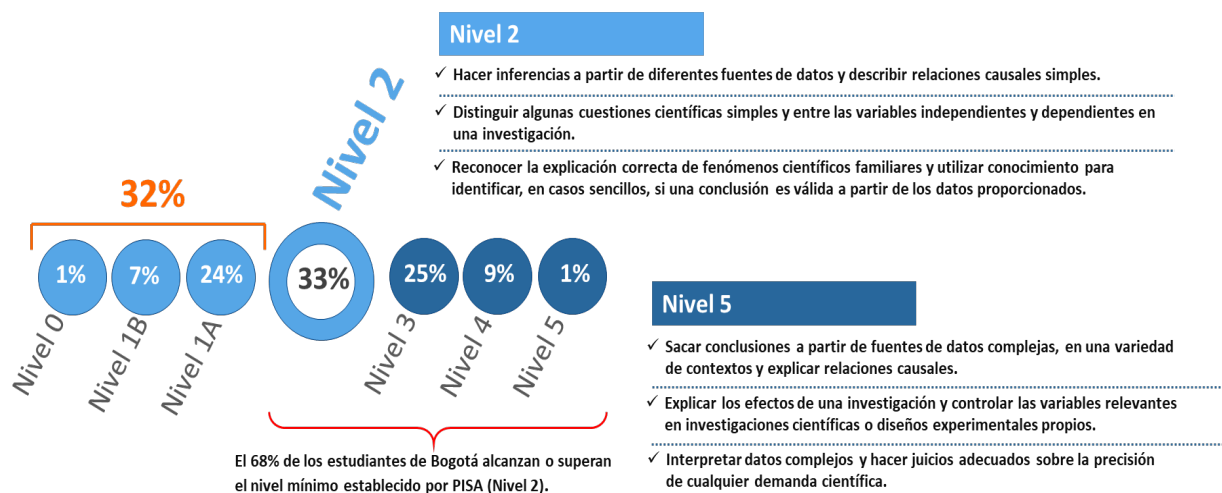 Nivel 2
✓ Hacer inferencias a partir de diferentes fuentes de datos y describir relaciones causales simples.
✓ Distinguir algunas cuestiones científicas simples y entre las variables independientes y dependientes en
una investigación.
✓ Reconocer la explicación correcta de fenómenos científicos familiares y utilizar conocimiento para
identificar, en casos sencillos, si una conclusión es válida a partir de los datos proporcionados.
32%
Nivel 2
1%
7%
24%
33%
25%
9%
1%
Nivel 0
Nivel 1B
Nivel 1A
Nivel 3
Nivel 4
Nivel 5
El 68% de los estudiantes de Bogotá alcanzan o superan
el nivel mínimo establecido por PISA (Nivel 2).
Nivel 5
✓ Sacar conclusiones a partir de fuentes de datos complejas, en una variedad
de contextos y explicar relaciones causales.
✓ Explicar los efectos de una investigación y controlar las variables relevantes
en investigaciones científicas o diseños experimentales propios.
✓ Interpretar datos complejos y hacer juicios adecuados sobre la precisión
de cualquier demanda científica.